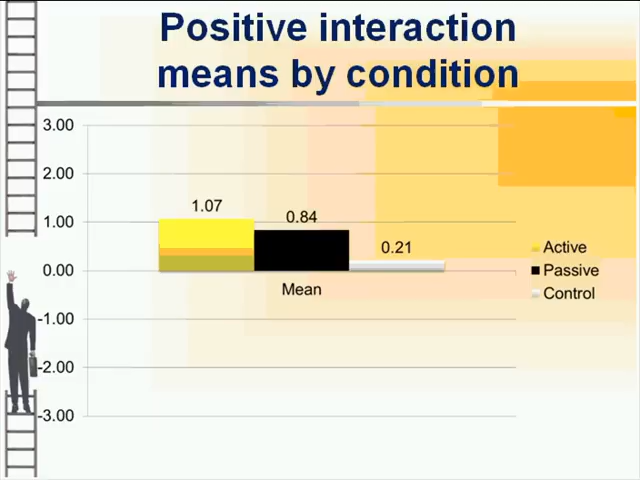 Positive interaction
means by condition
3.00
2.00
1.00
0.00
-1.00
-2.00
-3.00
1.07
0.84
0.21
Mean
Active
Passive
Control